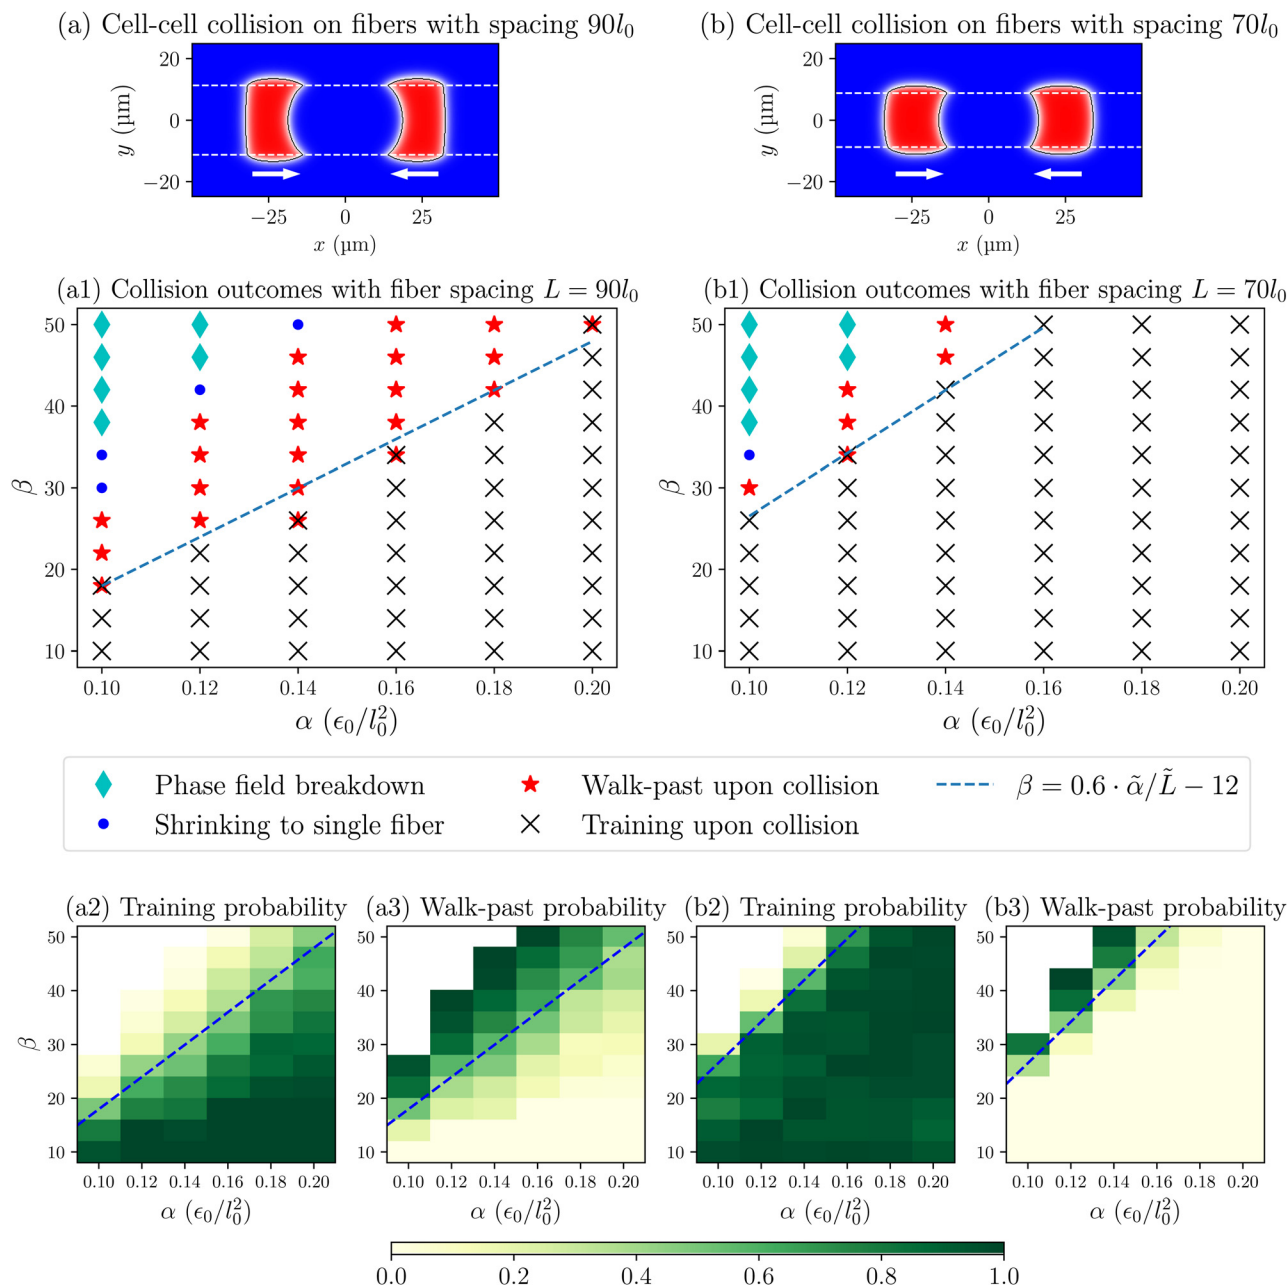 (a) Cell-cell collision on fibers with spacing 90l₀
(b) Cell-cell collision on fibers with spacing 70l₀
20
0
−20
y (µm)
−25
0
25
x (µm)
20
0
−20
y (µm)
−25
0
25
x (µm)
(a1) Collision outcomes with fiber spacing L = 90l₀
(b1) Collision outcomes with fiber spacing L = 70l₀
50
40
30
20
10
β
0.10 0.12 0.14 0.16 0.18 0.20
α (ϵ₀/l₀²)
50
40
30
20
10
β
0.10 0.12 0.14 0.16 0.18 0.20
α (ϵ₀/l₀²)
Phase field breakdown
Walk-past upon collision
β = 0.6 · α̃/L̃ − 12
Shrinking to single fiber
Training upon collision
(a2) Training probability
(a3) Walk-past probability
(b2) Training probability
(b3) Walk-past probability
50
40
30
20
10
β
0.10 0.12 0.14 0.16 0.18 0.20
α (ϵ₀/l₀²)
50
40
30
20
10
0.10 0.12 0.14 0.16 0.18 0.20
α (ϵ₀/l₀²)
50
40
30
20
10
0.10 0.12 0.14 0.16 0.18 0.20
α (ϵ₀/l₀²)
50
40
30
20
10
0.10 0.12 0.14 0.16 0.18 0.20
α (ϵ₀/l₀²)
0.0 0.2 0.4 0.6 0.8 1.0